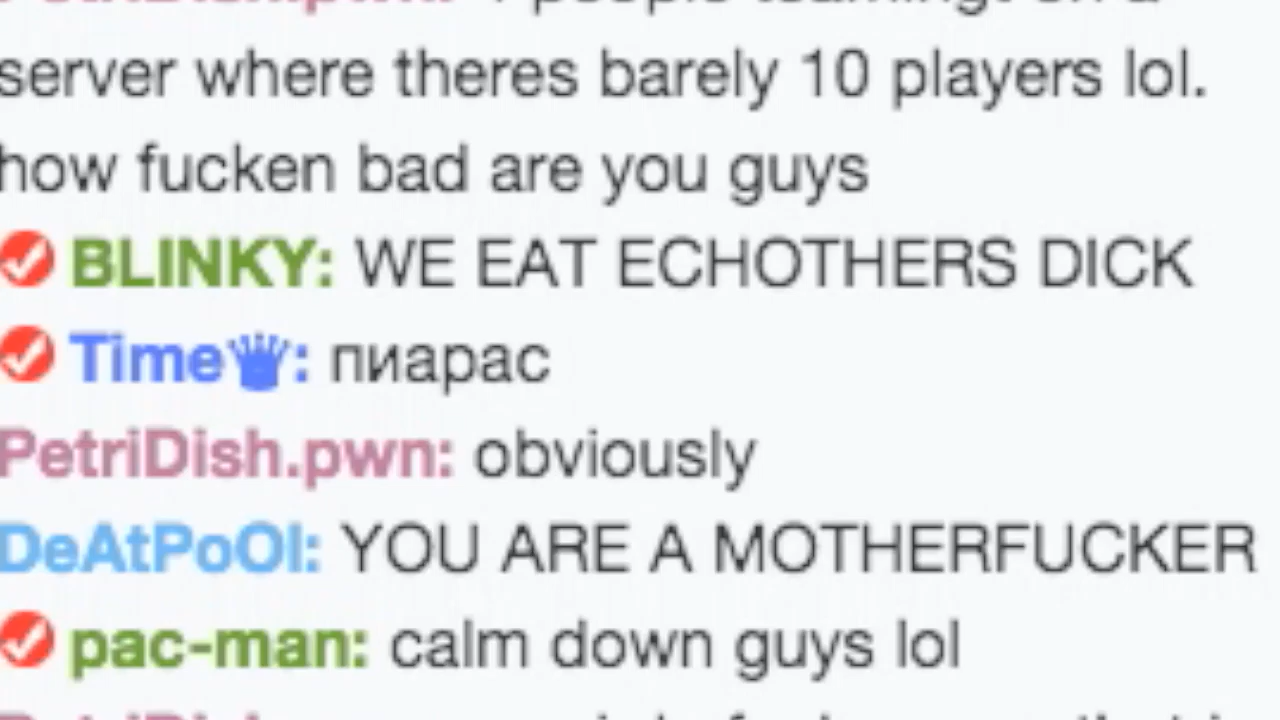 server where theres barely 10 players lol.
how fucken bad are you guys
BLINKY: WE EAT ECHOTHERS DICK
Time♛: пиарас
PetriDish.pwn: obviously
DeAtPoOl: YOU ARE A MOTHERFUCKER
pac-man: calm down guys lol